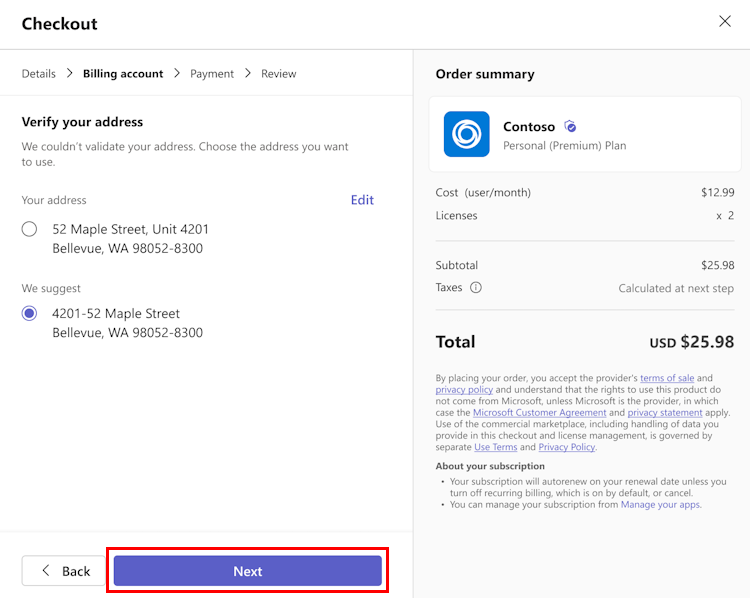 Checkout
Details > Billing account > Payment > Review
Verify your address
We couldn't validate your address. Choose the address you want
to use.
Your address
Edit
52 Maple Street, Unit 4201
Bellevue, WA 98052-8300
We suggest
4201-52 Maple Street
Bellevue, WA 98052-8300
Back
Next
Order summary
Contoso
Personal (Premium) Plan
Cost (user/month) $12.99
Licenses x 2
Subtotal $25.98
Taxes Calculated at next step
Total USD $25.98
By placing your order, you accept the provider's terms of sale and
privacy policy and understand that the rights to use this product do
not come from Microsoft, unless Microsoft is the provider, in which
case the Microsoft Customer Agreement and privacy statement apply.
Use of the commercial marketplace, including handling of data you
provide in this checkout and license management, is governed by
separate Use Terms and Privacy Policy.
About your subscription
• Your subscription will autorenew on your renewal date unless you
turn off recurring billing, which is on by default, or cancel.
• You can manage your subscription from Manage your apps.